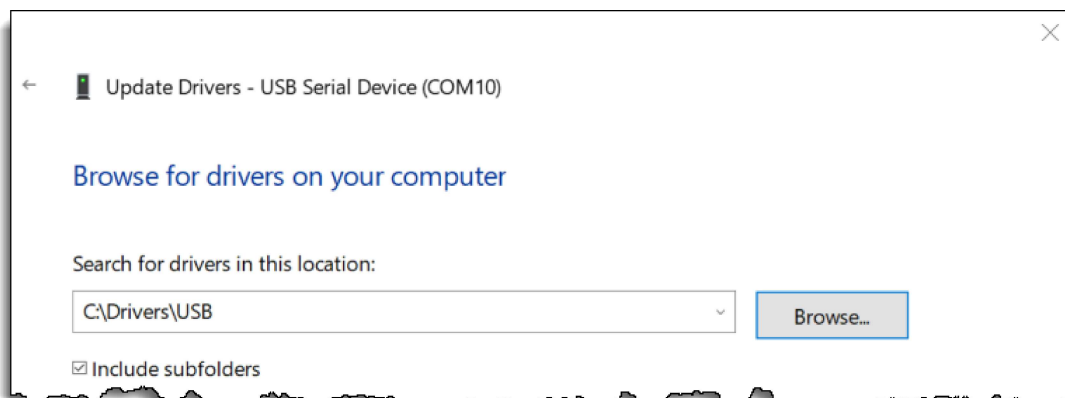 Update Drivers - USB Serial Device (COM10)
Browse for drivers on your computer
Search for drivers in this location:
C:\Drivers\USB
Browse...
Include subfolders